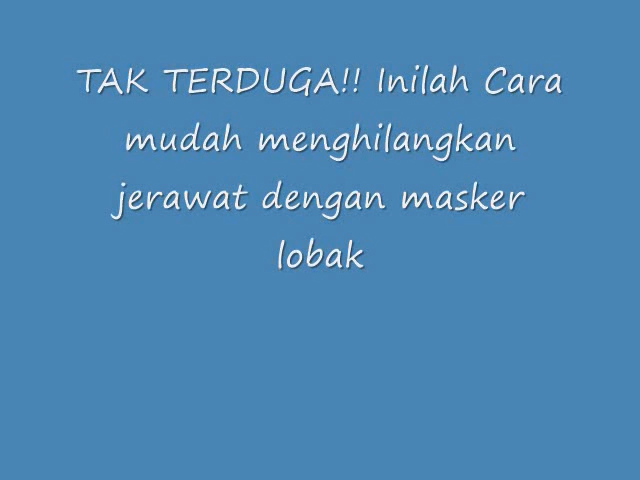 TAK TERDUGA!! Inilah Cara
mudah menghilangkan
jerawat dengan masker
lobak